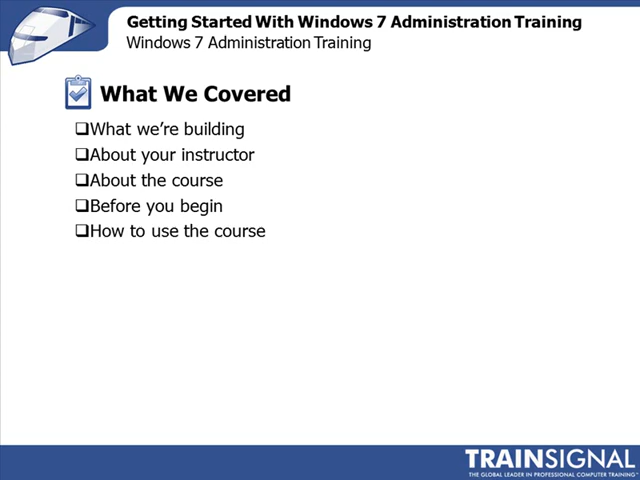 Getting Started With Windows 7 Administration Training
Windows 7 Administration Training
What We Covered
❑What we’re building
❑About your instructor
❑About the course
❑Before you begin
❑How to use the course
TRAINSIGNAL
THE GLOBAL LEADER IN PROFESSIONAL COMPUTER TRAINING™